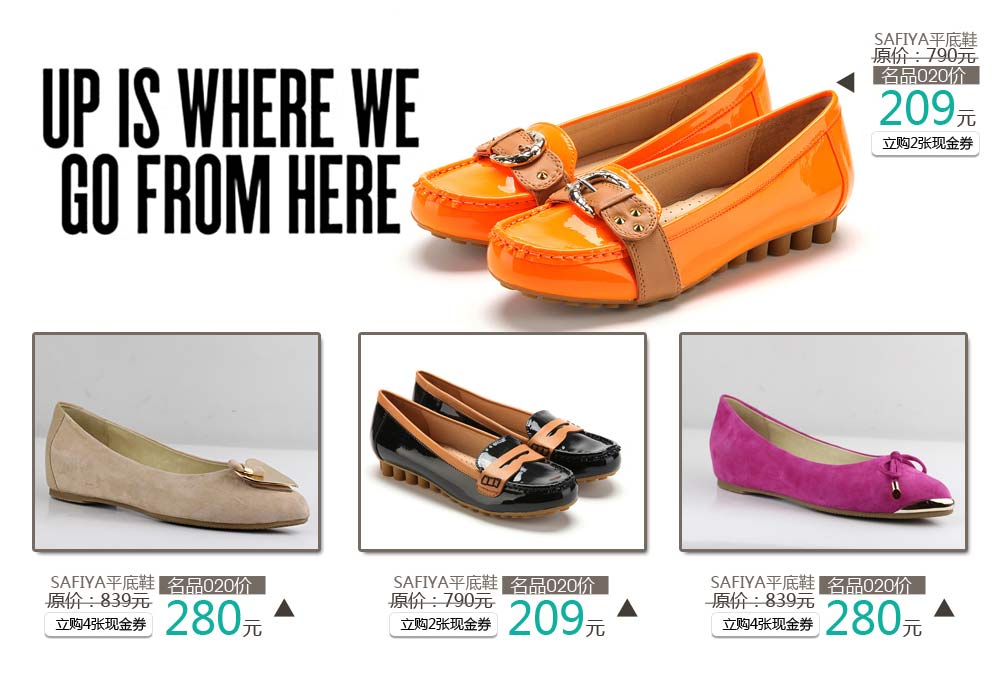 UP IS WHERE WE
GO FROM HERE
SAFIYA平底鞋
原价：790元
名品020价
209元
立购2张现金券
SAFIYA平底鞋
原价：839元
立购4张现金券
名品020价
280元
SAFIYA平底鞋
原价：790元
立购2张现金券
名品020价
209元
SAFIYA平底鞋
原价：839元
立购4张现金券
名品020价
280元